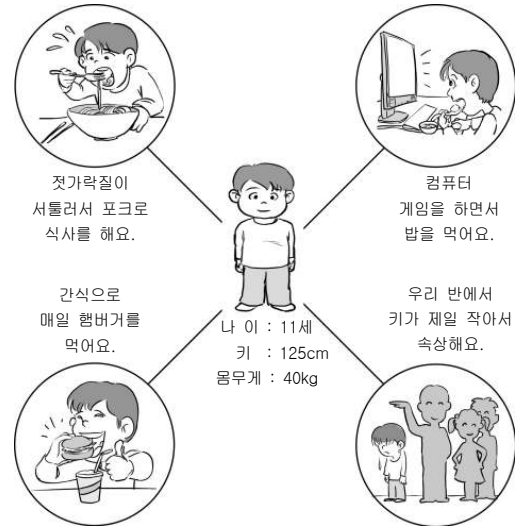 젓가락질이
서툴러서 포크로
식사를 해요.
컴퓨터
게임을 하면서
밥을 먹어요.
간식으로
매일 햄버거를
먹어요.
우리 반에서
키가 제일 작아서
속상해요.
나 이 : 11세
키 : 125cm
몸무게 : 40kg